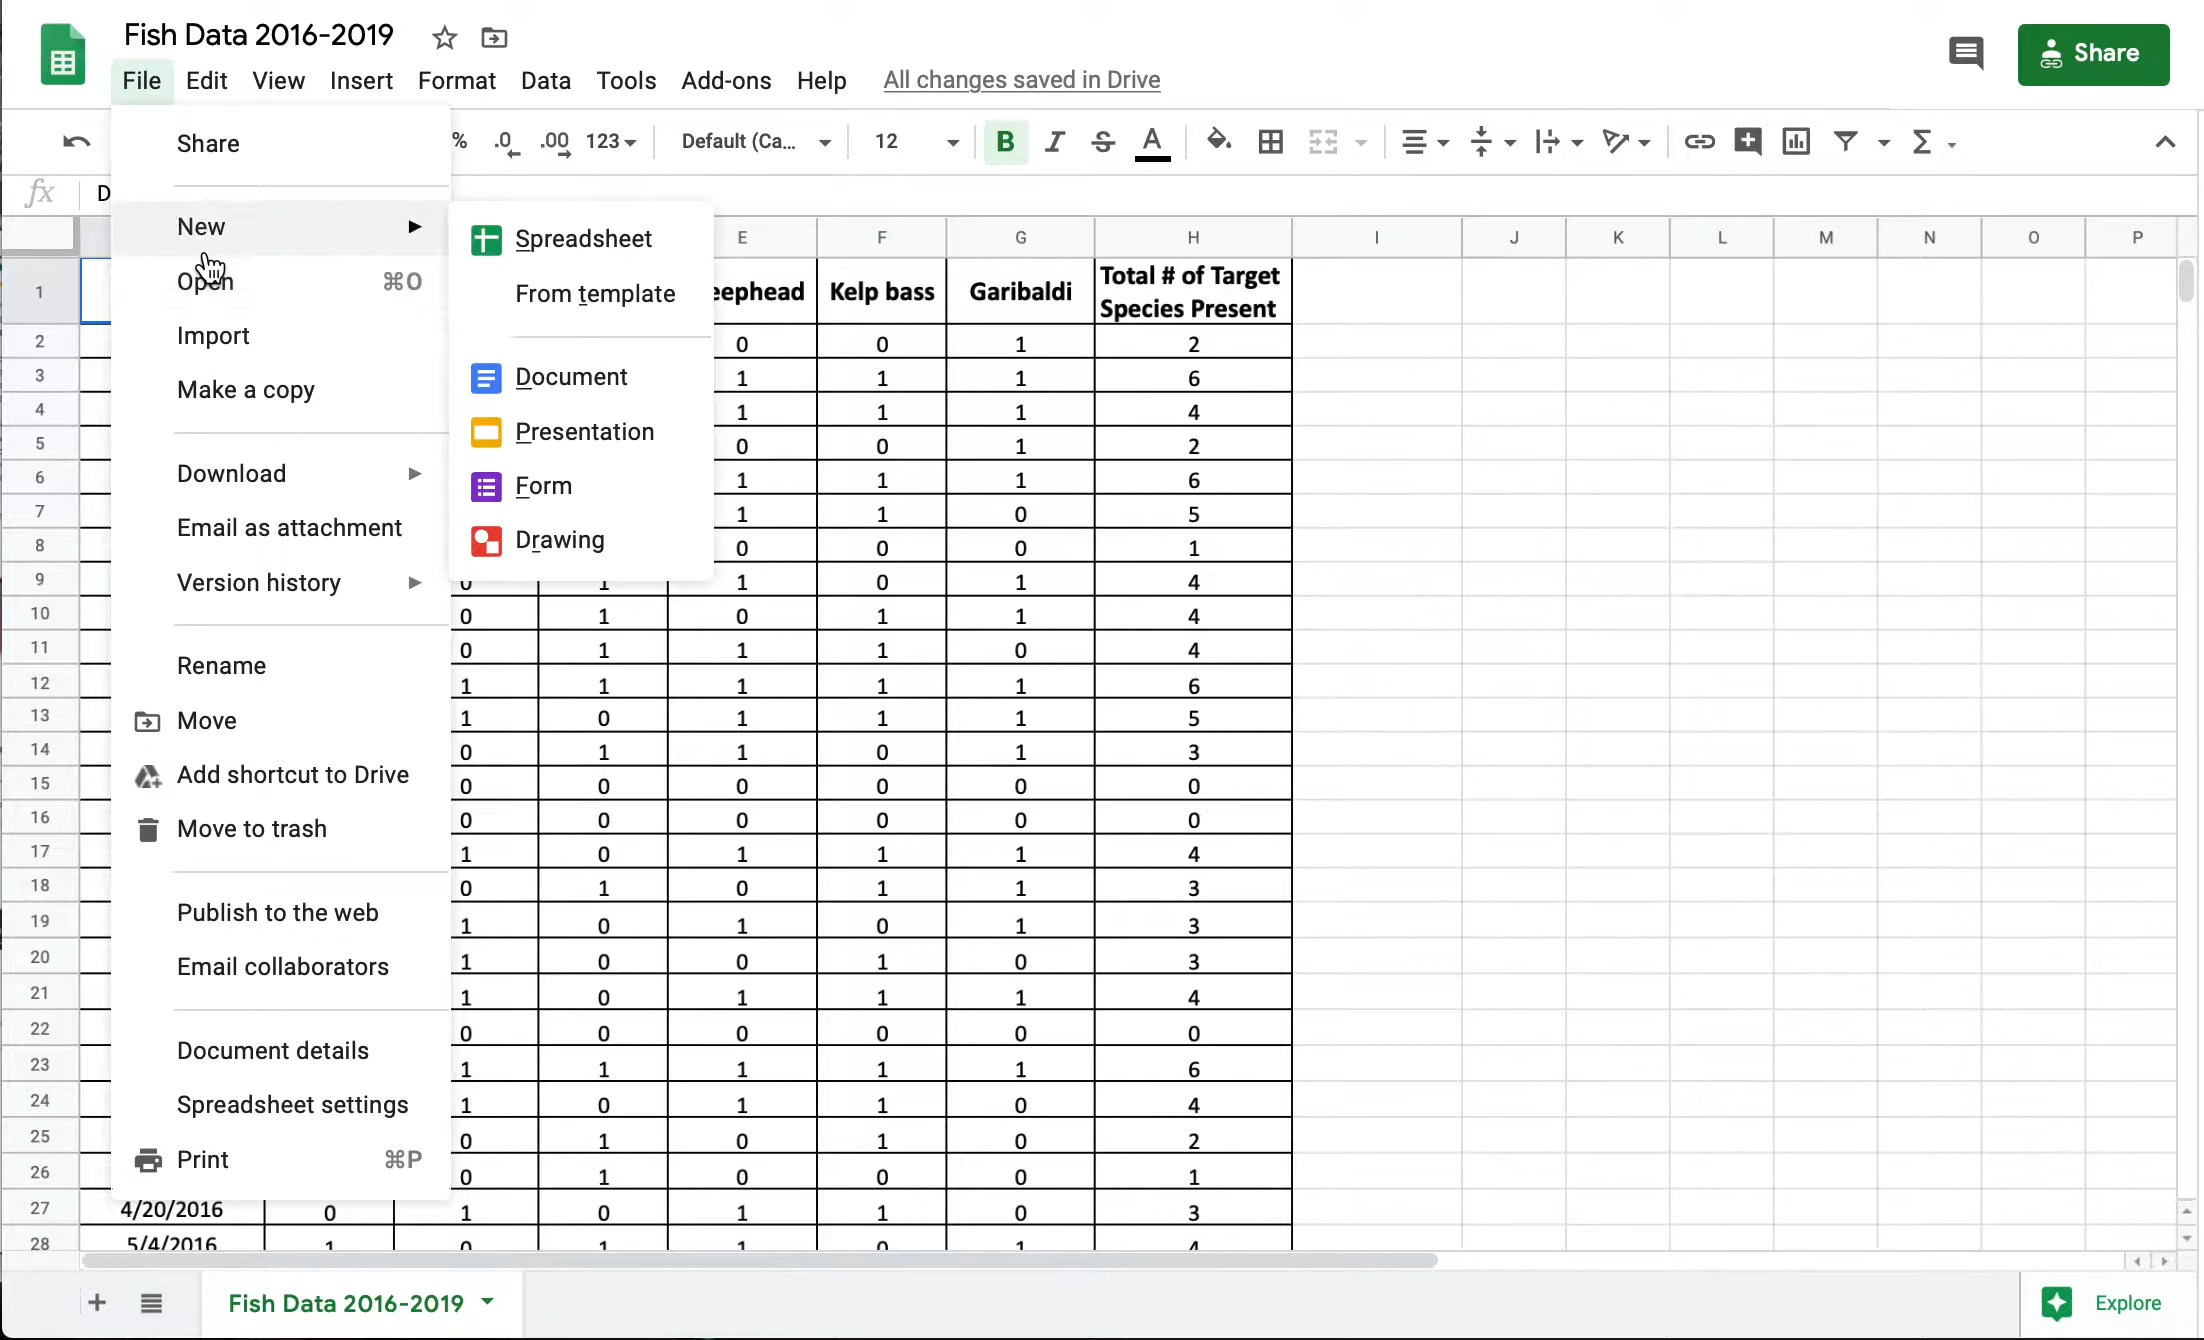 Fish Data 2016-2019
File Edit View Insert Format Data Tools Add-ons Help All changes saved in Drive
Share
% .0 .00 123 Default (Ca... 12 B I S A Σ
fx D
Share
New
Open ⌘O
Import
Make a copy
Download
Email as attachment
Version history
Rename
Move
Add shortcut to Drive
Move to trash
Publish to the web
Email collaborators
Document details
Spreadsheet settings
Print ⌘P
Spreadsheet
From template
Document
Presentation
Form
Drawing
E F G H I J K L M N O P
1 eephead Kelp bass Garibaldi Total # of Target
Species Present
2 0 0 1 2
3 1 1 1 6
4 1 1 1 4
5 0 0 1 2
6 1 1 1 6
7 1 1 0 5
8 0 0 0 1
9 0 1 1 0 1 4
10 0 1 0 1 1 4
11 0 1 1 1 0 4
12 1 1 1 1 1 6
13 1 0 1 1 1 5
14 0 1 1 0 1 3
15 0 0 0 0 0 0
16 0 0 0 0 0 0
17 1 0 1 1 1 4
18 0 1 0 1 1 3
19 1 0 1 0 1 3
20 1 0 0 1 0 3
21 1 0 1 1 1 4
22 0 0 0 0 0 0
23 1 1 1 1 1 6
24 1 0 1 1 0 4
25 0 1 0 1 0 2
26 0 1 0 0 0 1
27 4/20/2016 0 1 0 1 1 0 3
28 5/4/2016 1 0 1 1 0 1 4
Fish Data 2016-2019
Explore